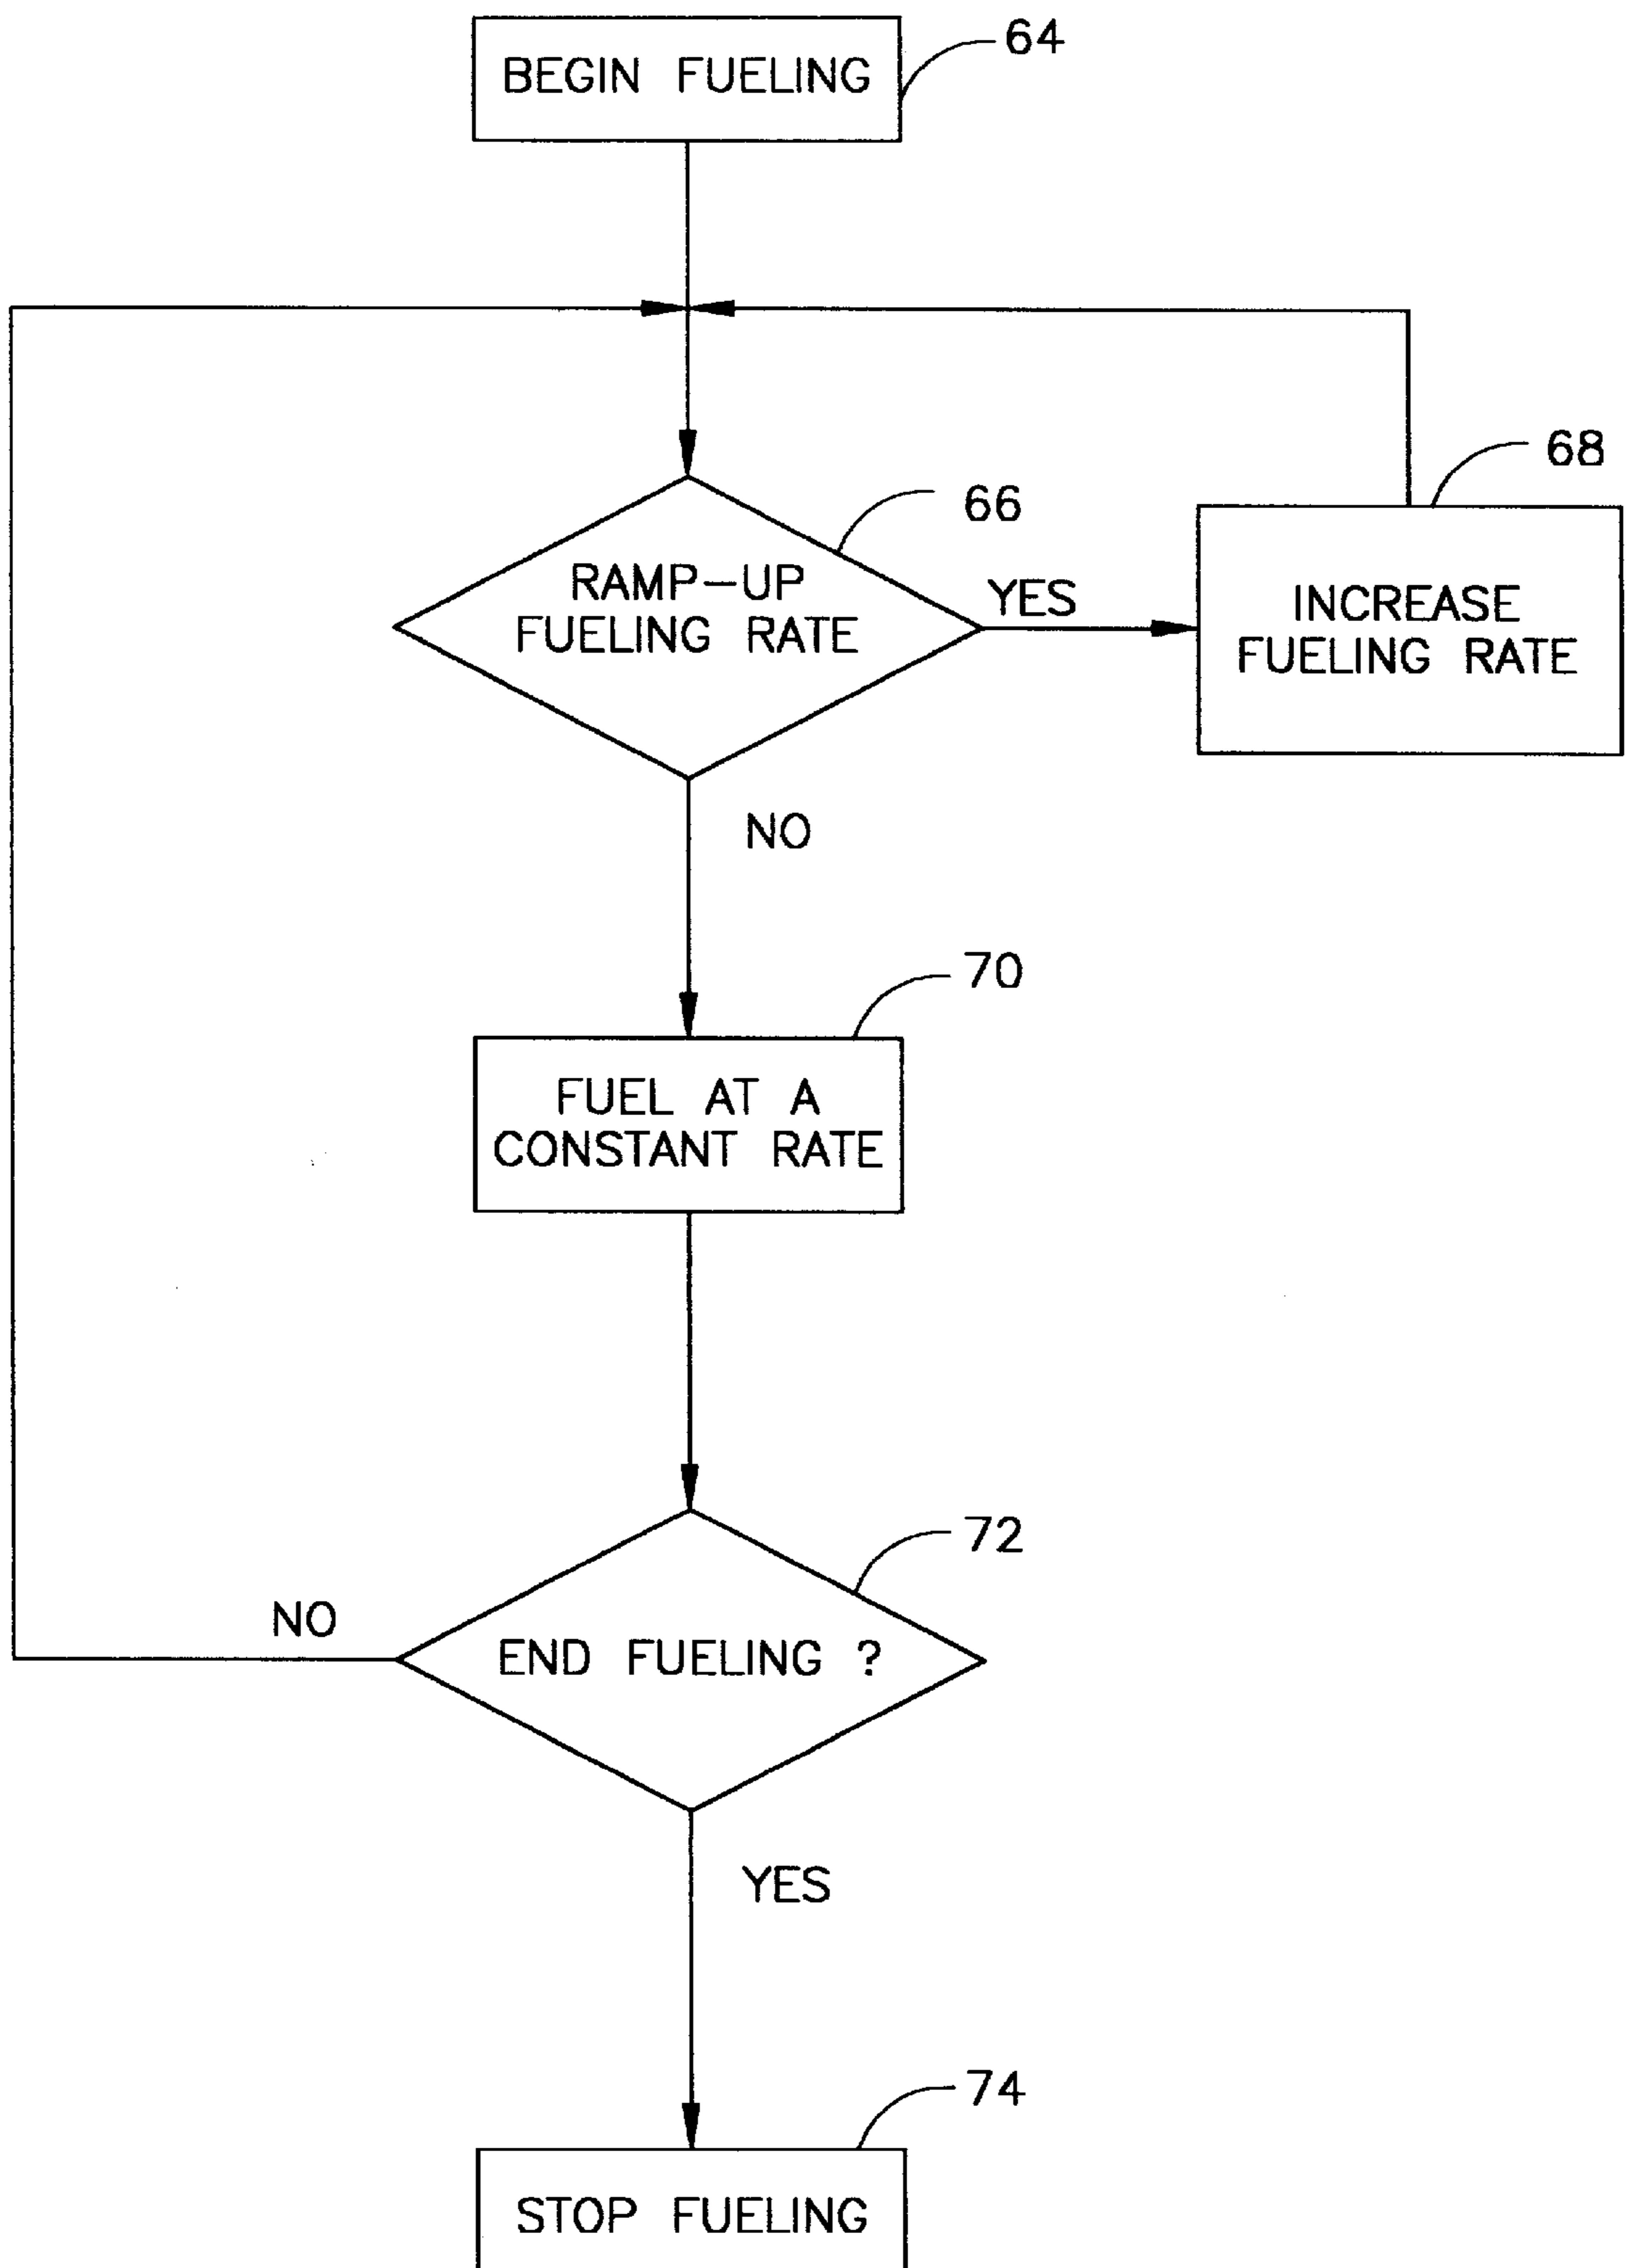 BEGIN FUELING
64
66
68
RAMP-UP
FUELING RATE
YES
INCREASE
FUELING RATE
NO
70
FUEL AT A
CONSTANT RATE
72
NO
END FUELING ?
YES
74
STOP FUELING